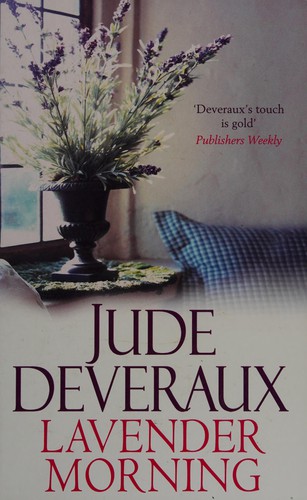 ‘Deveraux’s touch
is gold’
Publishers Weekly
JUDE
DEVERAUX
LAVENDER
MORNING